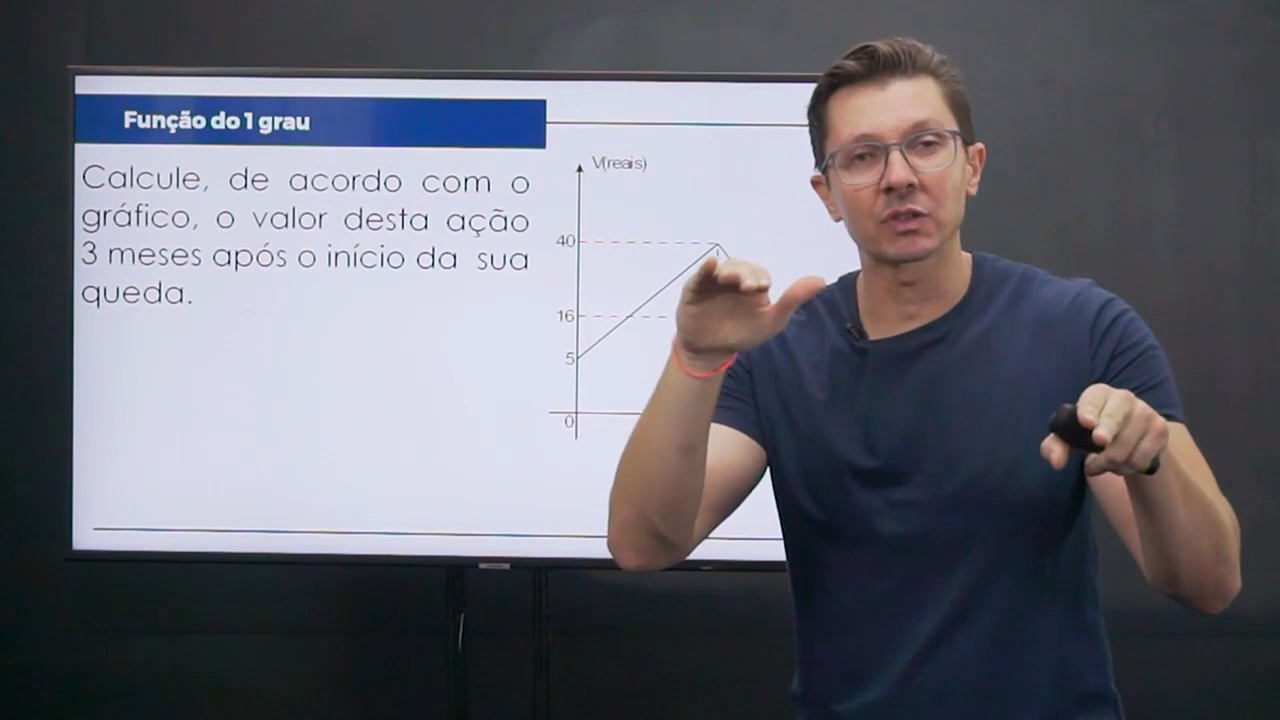 Função do 1 grau
Calcule, de acordo com o
gráfico, o valor desta ação
3 meses após o início da sua
queda.
V(reais)
40
16
5
0